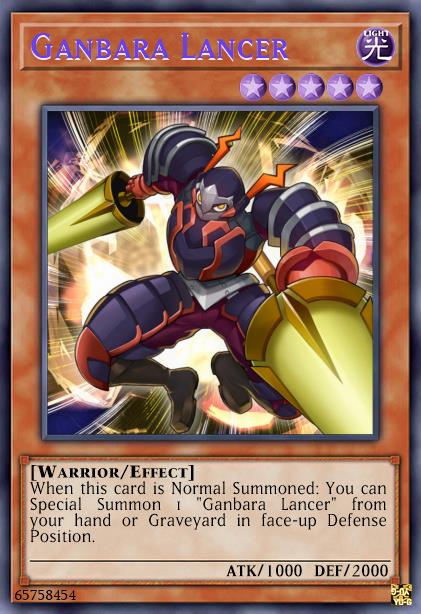 GANBARA LANCER
LIGHT
光
[WARRIOR/EFFECT]
When this card is Normal Summoned: You can
Special Summon 1 "Ganbara Lancer" from
your hand or Graveyard in face-up Defense
Position.
ATK/1000 DEF/2000
65758454